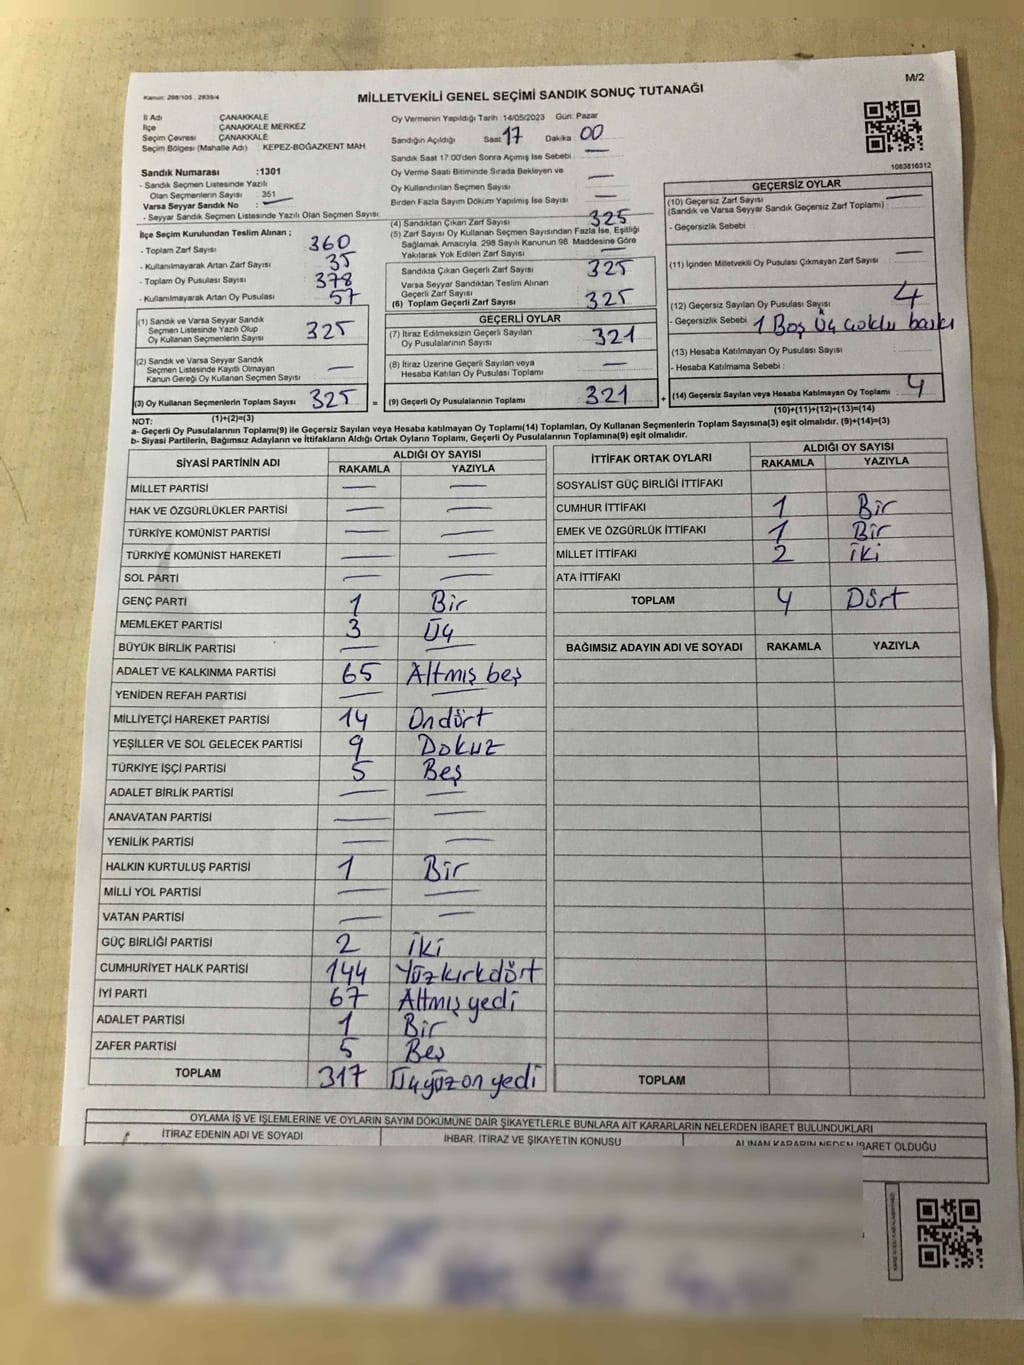 M/2
Kanun: 298/105 , 2839/4
MİLLETVEKİLİ GENEL SEÇİMİ SANDIK SONUÇ TUTANAĞI
İl Adı ÇANAKKALE
İlçe ÇANAKKALE MERKEZ
Seçim Çevresi ÇANAKKALE
Seçim Bölgesi (Mahalle Adı) : KEPEZ-BOĞAZKENT MAH.
Sandık Numarası :1301
- Sandık Seçmen Listesinde Yazılı
Olan Seçmenlerin Sayısı : 351
Varsa Seyyar Sandık No : —
- Seyyar Sandık Seçmen Listesinde Yazılı Olan Seçmen Sayısı
İlçe Seçim Kurulundan Teslim Alınan ;
- Toplam Zarf Sayısı 360
- Kullanılmayarak Artan Zarf Sayısı 35
- Toplam Oy Pusulası Sayısı 378
- Kullanılmayarak Artan Oy Pusulası 57
(1) Sandık ve Varsa Seyyar Sandık
Seçmen Listesinde Yazılı Olup
Oy Kullanan Seçmenlerin Sayısı 325
(2) Sandık ve Varsa Seyyar Sandık
Seçmen Listesinde Kayıtlı Olmayan
Kanun Gereği Oy Kullanan Seçmen Sayısı —
(3) Oy Kullanan Seçmenlerin Toplam Sayısı 325 =
(1)+(2)=(3)
Oy Vermenin Yapıldığı Tarih 14/05/2023 Gün: Pazar
Sandığın Açıldığı Saat 17 Dakika 00
Sandık Saat 17:00'den Sonra Açımış İse Sebebi : —
Oy Verme Saati Bitiminde Sırada Bekleyen ve
Oy Kullandırılan Seçmen Sayısı —
Birden Fazla Sayım Döküm Yapılmış İse Sayısı —
(4) Sandıktan Çıkan Zarf Sayısı 325
(5) Zarf Sayısı Oy Kullanan Seçmen Sayısından Fazla İse, Eşitliği
Sağlamak Amacıyla, 298 Sayılı Kanunun 98. Maddesine Göre
Yakılarak Yok Edilen Zarf Sayısı —
Sandıkta Çıkan Geçerli Zarf Sayısı 325
Varsa Seyyar Sandıktan Teslim Alınan
Geçerli Zarf Sayısı
(6) Toplam Geçerli Zarf Sayısı 325
GEÇERLİ OYLAR
(7) İtiraz Edilmeksizin Geçerli Sayılan
Oy Pusulalarının Sayısı 321
(8) İtiraz Üzerine Geçerli Sayılan veya
Hesaba Katılan Oy Pusulası Toplamı —
(9) Geçerli Oy Pusulalarının Toplamı 321 +
1083816312
GEÇERSİZ OYLAR
(10) Geçersiz Zarf Sayısı —
(Sandık ve Varsa Seyyar Sandık Geçersiz Zarf Toplamı) :
- Geçersizlik Sebebi
(11) İçinden Milletvekili Oy Pusulası Çıkmayan Zarf Sayısı —
(12) Geçersiz Sayılan Oy Pusulası Sayısı 4
- Geçersizlik Sebebi 1 Boş Üç çoklu baskı
(13) Hesaba Katılmayan Oy Pusulası Sayısı
- Hesaba Katılmama Sebebi :
(14) Geçersiz Sayılan veya Hesaba Katılmayan Oy Toplamı 4
(10)+(11)+(12)+(13)=(14)
NOT:
a- Geçerli Oy Pusulalarının Toplamı(9) ile Geçersiz Sayılan veya Hesaba katılmayan Oy Toplamı(14) Toplamları, Oy Kullanan Seçmenlerin Toplam Sayısına(3) eşit olmalıdır. (9)+(14)=(3)
b- Siyasi Partilerin, Bağımsız Adayların ve İttifakların Aldığı Ortak Oyların Toplamı, Geçerli Oy Pusulalarının Toplamına(9) eşit olmalıdır.
SİYASİ PARTİNİN ADI ALDIĞI OY SAYISI
RAKAMLA YAZIYLA
MİLLET PARTİSİ — —
HAK VE ÖZGÜRLÜKLER PARTİSİ — —
TÜRKİYE KOMÜNİST PARTİSİ — —
TÜRKİYE KOMÜNİST HAREKETİ — —
SOL PARTİ — —
GENÇ PARTİ 1 Bir
MEMLEKET PARTİSİ 3 Üç
BÜYÜK BİRLİK PARTİSİ — —
ADALET VE KALKINMA PARTİSİ 65 Altmış beş
YENİDEN REFAH PARTİSİ — —
MİLLİYETÇİ HAREKET PARTİSİ 14 Ondört
YEŞİLLER VE SOL GELECEK PARTİSİ 9 Dokuz
TÜRKİYE İŞÇİ PARTİSİ 5 Beş
ADALET BİRLİK PARTİSİ — —
ANAVATAN PARTİSİ — —
YENİLİK PARTİSİ — —
HALKIN KURTULUŞ PARTİSİ 1 Bir
MİLLİ YOL PARTİSİ — —
VATAN PARTİSİ — —
GÜÇ BİRLİĞİ PARTİSİ 2 iki
CUMHURİYET HALK PARTİSİ 144 Yüzkırkdört
İYİ PARTİ 67 Altmış yedi
ADALET PARTİSİ 1 Bir
ZAFER PARTİSİ 5 Beş
TOPLAM 317 Üçyüz on yedi
İTTİFAK ORTAK OYLARI ALDIĞI OY SAYISI
RAKAMLA YAZIYLA
SOSYALİST GÜÇ BİRLİĞİ İTTİFAKI
CUMHUR İTTİFAKI 1 Bir
EMEK VE ÖZGÜRLÜK İTTİFAKI 1 Bir
MİLLET İTTİFAKI 2 iki
ATA İTTİFAKI
TOPLAM 4 Dört
BAĞIMSIZ ADAYIN ADI VE SOYADI RAKAMLA YAZIYLA
TOPLAM
OYLAMA İŞ VE İŞLEMLERİNE VE OYLARIN SAYIM DÖKÜMÜNE DAİR ŞİKAYETLERLE BUNLARA AİT KARARLARIN NELERDEN İBARET BULUNDUKLARI
İTİRAZ EDENİN ADI VE SOYADI İHBAR, İTİRAZ VE ŞİKAYETİN KONUSU ALINAN KARARIN NEDEN İBARET OLDUĞU